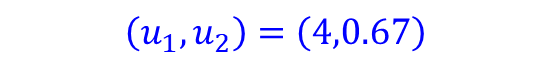 (u₁,u₂) = (4,0.67)